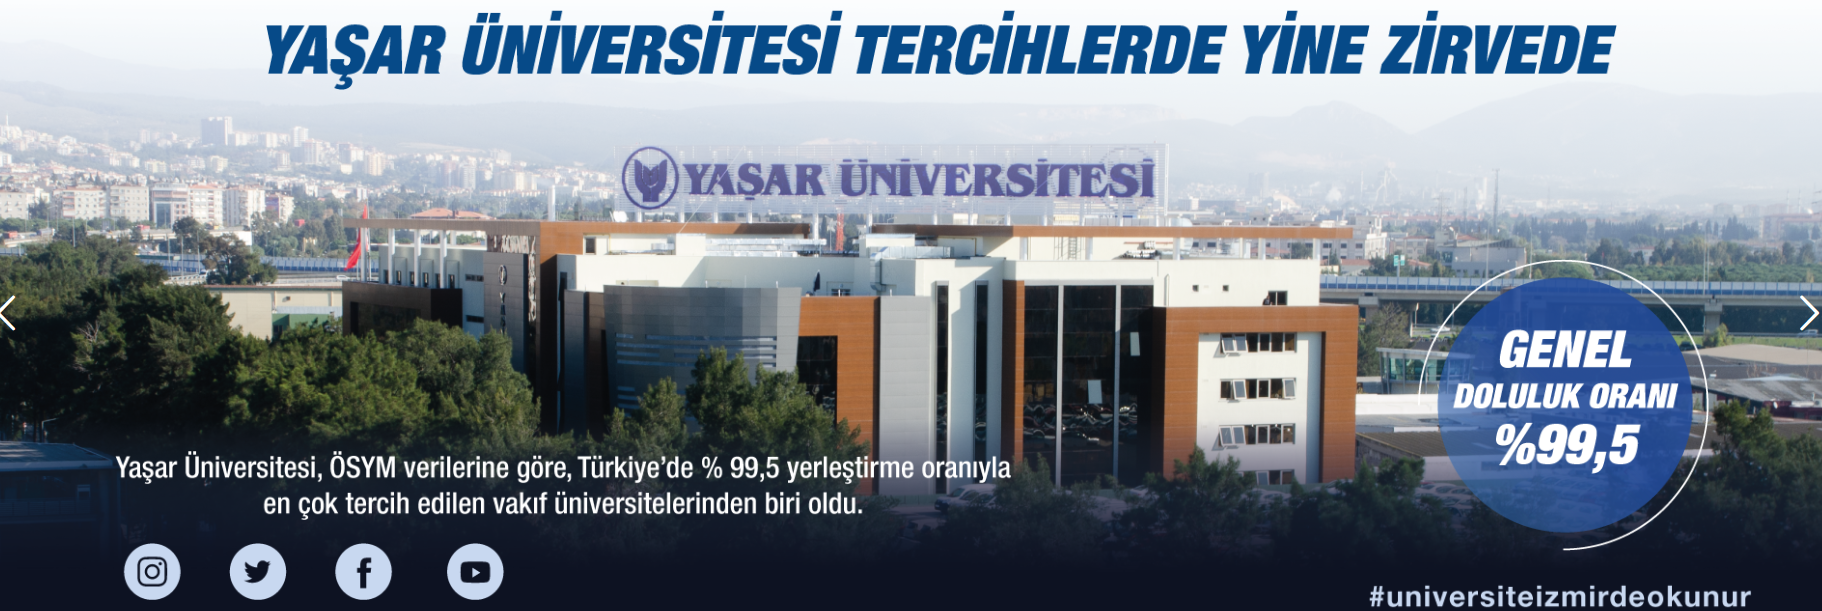 YAŞAR ÜNİVERSİTESİ TERCİHLERDE YİNE ZİRVEDE
YAŞAR ÜNİVERSİTESİ
GENEL
DOLULUK ORANI
%99,5
Yaşar Üniversitesi, ÖSYM verilerine göre, Türkiye’de % 99,5 yerleştirme oranıyla
en çok tercih edilen vakıf üniversitelerinden biri oldu.
#universiteizmirdeokunur